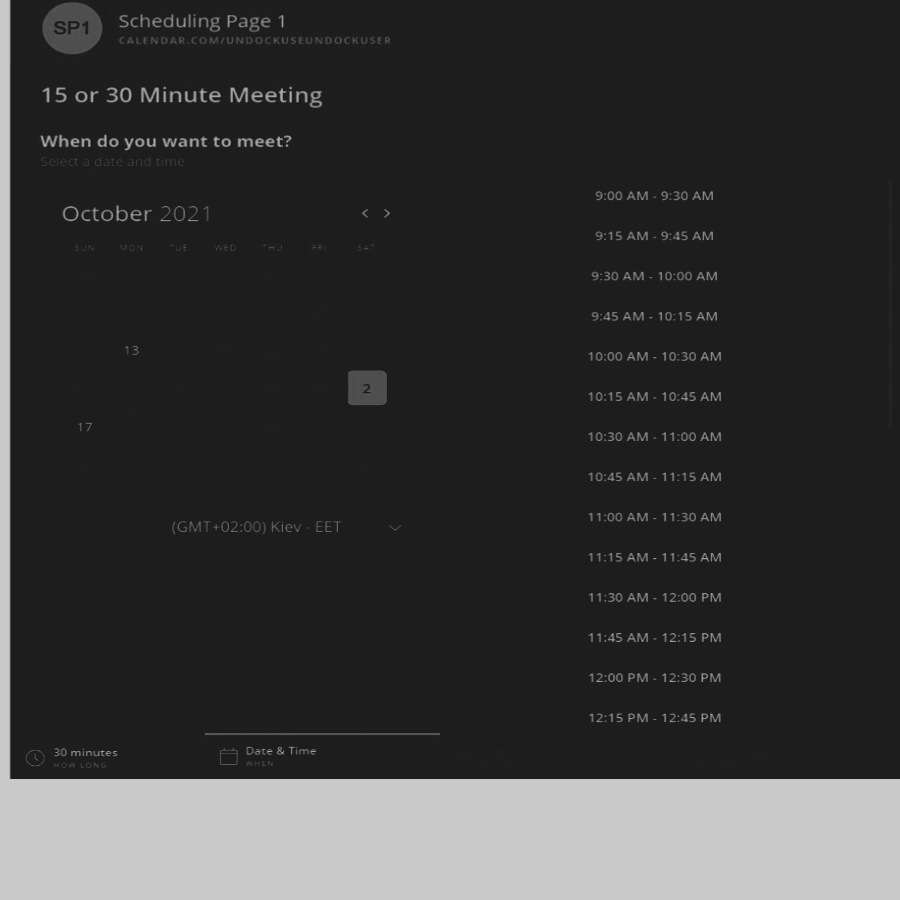 SP1
Scheduling Page 1
CALENDAR.COM/UNDOCKUSEUNDOCKUSER
15 or 30 Minute Meeting
When do you want to meet?
Select a date and time
October 2021
< >
SUN MON TUE WED THU FRI SAT
13
2
17
(GMT+02:00) Kiev - EET
9:00 AM - 9:30 AM
9:15 AM - 9:45 AM
9:30 AM - 10:00 AM
9:45 AM - 10:15 AM
10:00 AM - 10:30 AM
10:15 AM - 10:45 AM
10:30 AM - 11:00 AM
10:45 AM - 11:15 AM
11:00 AM - 11:30 AM
11:15 AM - 11:45 AM
11:30 AM - 12:00 PM
11:45 AM - 12:15 PM
12:00 PM - 12:30 PM
12:15 PM - 12:45 PM
30 minutes
HOW LONG
Date & Time
WHEN